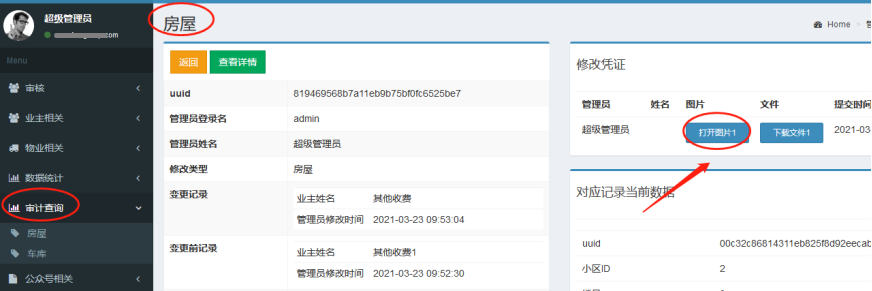 超级管理员
.com
Menu
审核
业主相关
物业相关
数据统计
审计查询
房屋
车库
公众号相关
房屋
Home
返回 查看详情
uuid 819469568b7a11eb9b75bf0fc6525be7
管理员登录名 admin
管理员姓名 超级管理员
修改类型 房屋
变更记录
业主姓名 其他收费
管理员修改时间 2021-03-23 09:53:04
变更前记录
业主姓名 其他收费1
管理员修改时间 2021-03-23 09:52:30
修改凭证
管理员 姓名 图片 文件 提交时间
超级管理员 打开图片1 下载文件1 2021-03
对应记录当前数据
uuid 00c32c86814311eb825f8d92eecab
小区ID 2